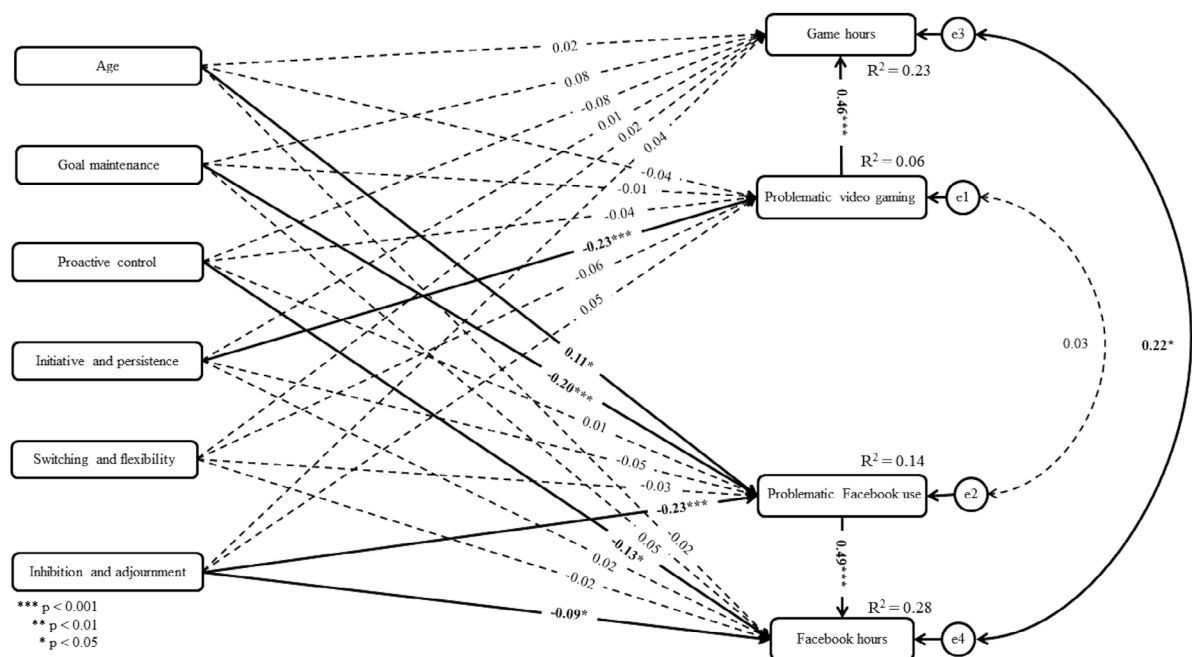 Age
Goal maintenance
Proactive control
Initiative and persistence
Switching and flexibility
Inhibition and adjournment
*** p < 0.001
** p < 0.01
* p < 0.05
0.02
0.08
-0.08
0.01
0.02
0.04
-0.04
-0.01
-0.04
-0.23***
-0.06
0.05
0.11*
-0.20***
0.01
-0.05
-0.03
-0.23***
-0.02
0.05
-0.13*
0.02
-0.02
-0.09*
Game hours
e3
R² = 0.23
0.46***
R² = 0.06
Problematic video gaming
e1
0.03
0.22*
R² = 0.14
Problematic Facebook use
e2
0.49***
R² = 0.28
Facebook hours
e4